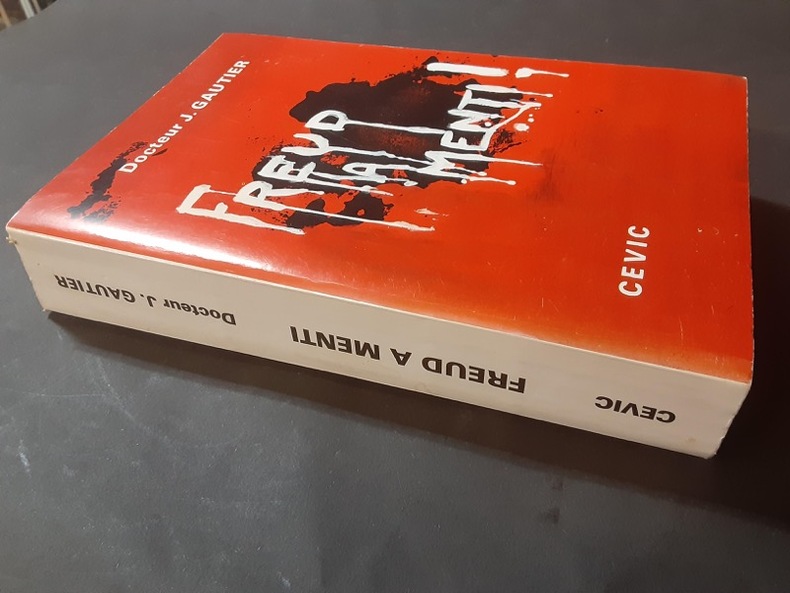 Docteur J. GAUTIER
FREUD
A
MENTI !
CEVIC
Docteur J. GAUTIER
FREUD A MENTI
CEVIC